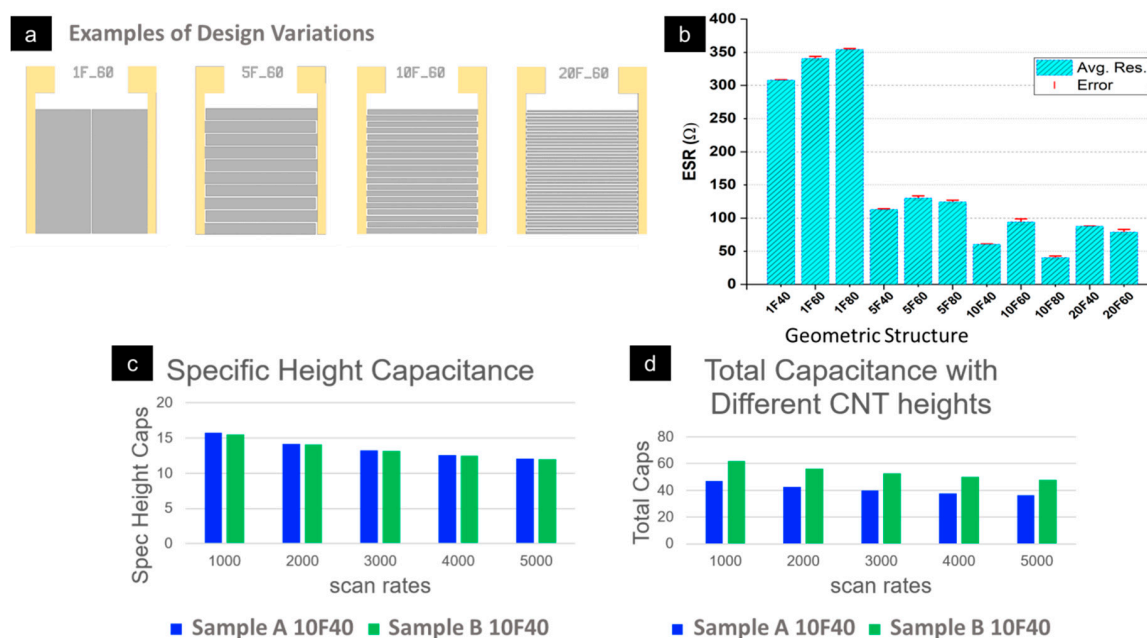 a Examples of Design Variations
1F_60 5F_60 10F_60 20F_60
b
400
350
300
250
200
150
100
50
0
ESR (Ω)
Avg. Res.
Error
1F40 1F60 1F80 5F40 5F60 5F80 10F40 10F60 10F80 20F40 20F60
Geometric Structure
c Specific Height Capacitance
20
15
10
5
0
Spec Height Caps
1000 2000 3000 4000 5000
scan rates
Sample A 10F40 Sample B 10F40
d Total Capacitance with
Different CNT heights
80
60
40
20
0
Total Caps
1000 2000 3000 4000 5000
scan rates
Sample A 10F40 Sample B 10F40